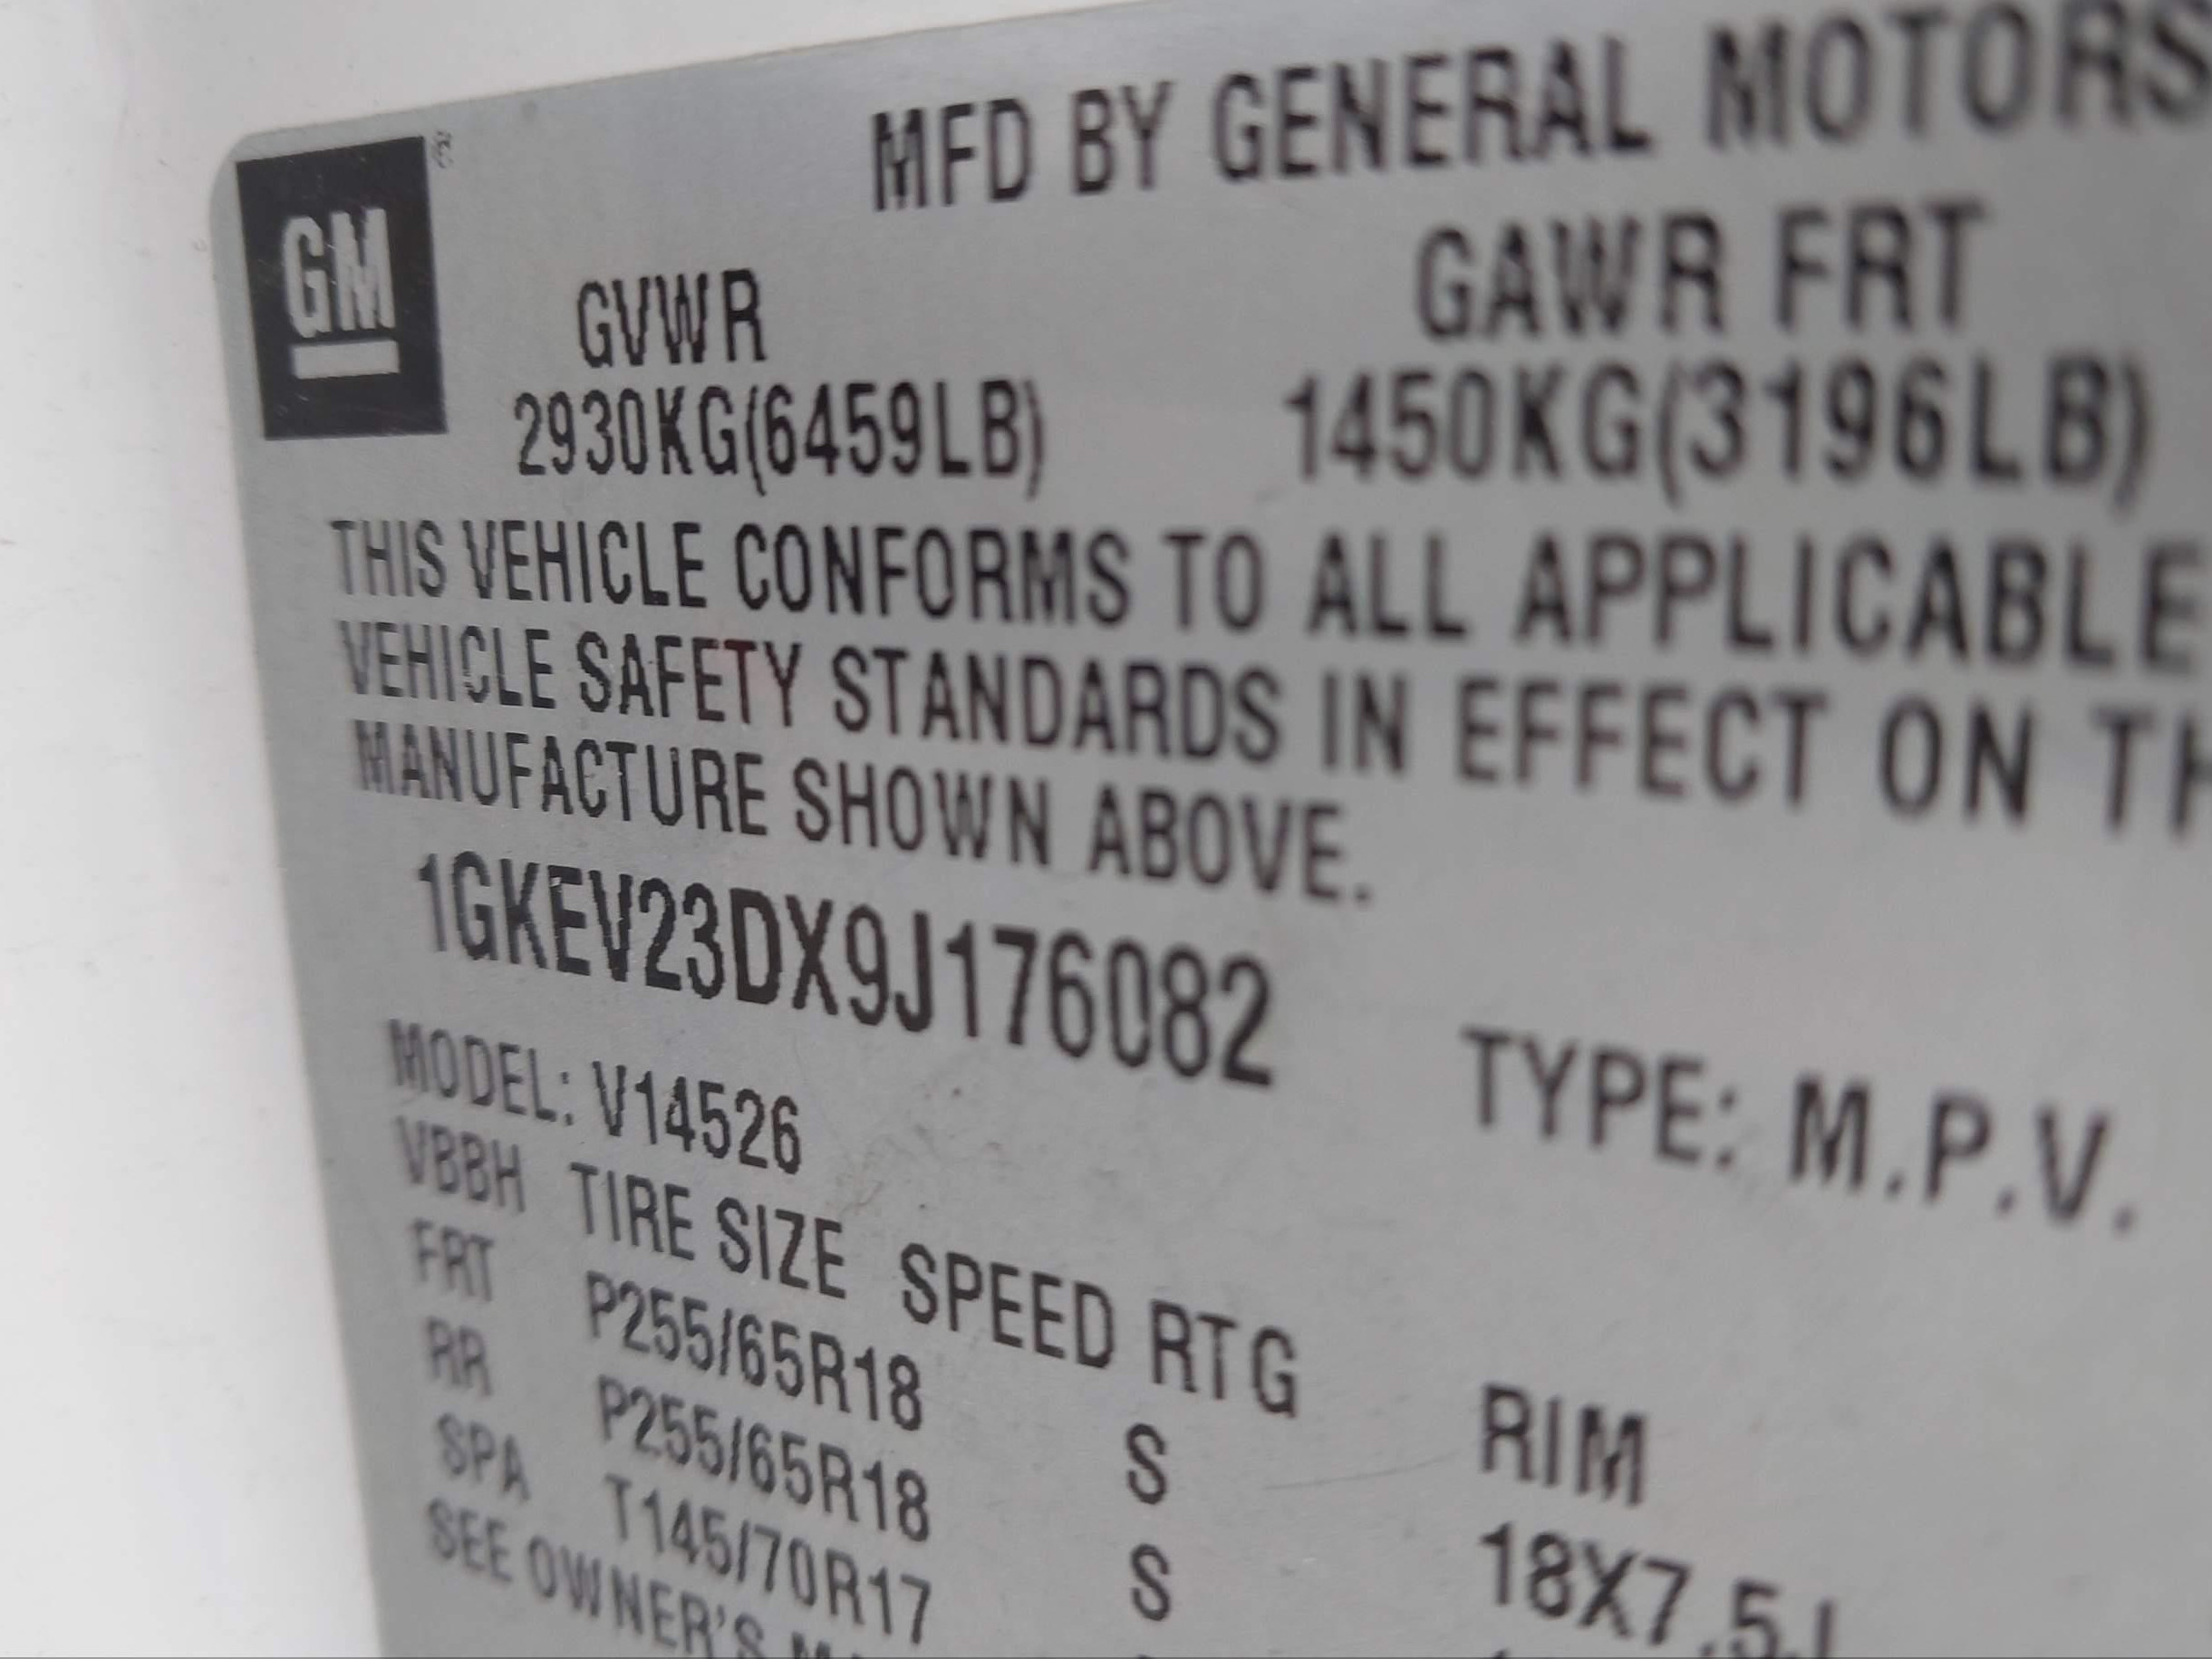 MFD BY GENERAL MOTORS
GM ®
GVWR GAWR FRT
2930KG(6459LB) 1450KG(3196LB)
THIS VEHICLE CONFORMS TO ALL APPLICABLE
VEHICLE SAFETY STANDARDS IN EFFECT ON TH
MANUFACTURE SHOWN ABOVE.
1GKEV23DX9J176082
TYPE: M.P.V.
MODEL: V14526
VBBH TIRE SIZE SPEED RTG RIM
FRT P255/65R18 S 18X7.5J
RR P255/65R18 S
SPA T145/70R17
SEE OWNER'S